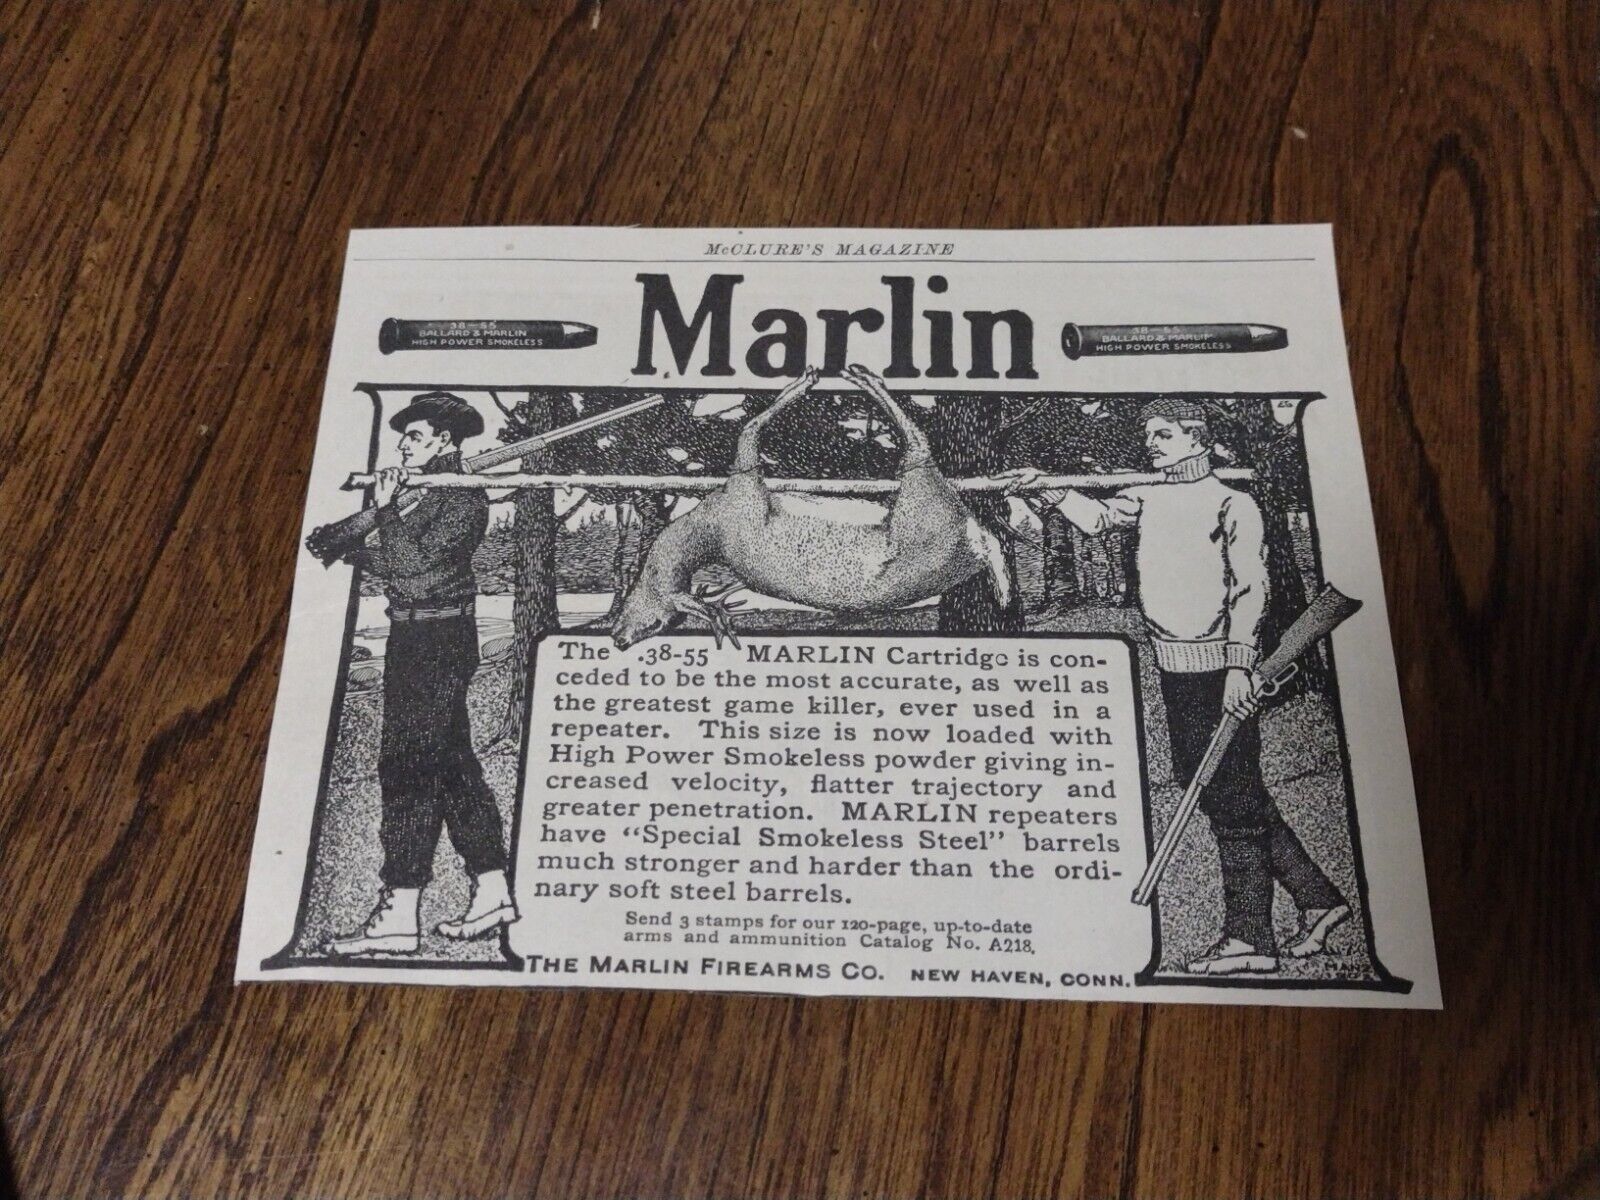 McCLURE'S MAGAZINE
Marlin
38-55
BALLARD & MARLIN
HIGH POWER SMOKELESS
38-55
BALLARD & MARLIN
HIGH POWER SMOKELESS
The .38-55 MARLIN Cartridge is con-
ceded to be the most accurate, as well as
the greatest game killer, ever used in a
repeater. This size is now loaded with
High Power Smokeless powder giving in-
creased velocity, flatter trajectory and
greater penetration. MARLIN repeaters
have "Special Smokeless Steel" barrels
much stronger and harder than the ordi-
nary soft steel barrels.
Send 3 stamps for our 120-page, up-to-date
arms and ammunition Catalog No. A218.
THE MARLIN FIREARMS CO. NEW HAVEN, CONN.